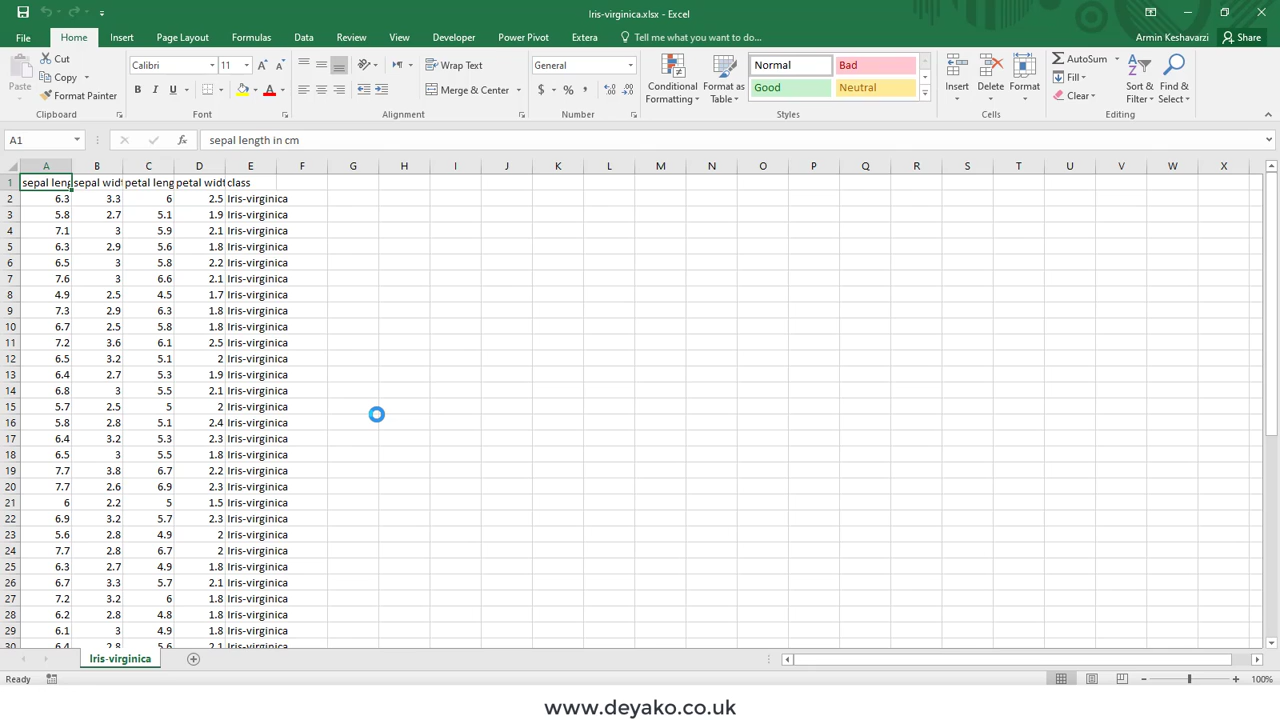 Iris-virginica.xlsx - Excel
File Home Insert Page Layout Formulas Data Review View Developer Power Pivot Extera Tell me what you want to do... Armin Keshavarzi Share
Paste
Cut
Copy
Format Painter
Clipboard
Calibri 11
B I U
A
Font
Wrap Text
Merge & Center
Alignment
General
$ % ,
Number
Conditional Formatting
Format as Table
Normal Bad
Good Neutral
Styles
Insert Delete Format
Cells
AutoSum
Fill
Clear
Sort & Filter
Find & Select
Editing
A1 fx sepal length in cm
A B C D E F G H I J K L M N O P Q R S T U V W X
1 sepal leng sepal widt petal leng petal widt class
2 6.3 3.3 6 2.5 Iris-virginica
3 5.8 2.7 5.1 1.9 Iris-virginica
4 7.1 3 5.9 2.1 Iris-virginica
5 6.3 2.9 5.6 1.8 Iris-virginica
6 6.5 3 5.8 2.2 Iris-virginica
7 7.6 3 6.6 2.1 Iris-virginica
8 4.9 2.5 4.5 1.7 Iris-virginica
9 7.3 2.9 6.3 1.8 Iris-virginica
10 6.7 2.5 5.8 1.8 Iris-virginica
11 7.2 3.6 6.1 2.5 Iris-virginica
12 6.5 3.2 5.1 2 Iris-virginica
13 6.4 2.7 5.3 1.9 Iris-virginica
14 6.8 3 5.5 2.1 Iris-virginica
15 5.7 2.5 5 2 Iris-virginica
16 5.8 2.8 5.1 2.4 Iris-virginica
17 6.4 3.2 5.3 2.3 Iris-virginica
18 6.5 3 5.5 1.8 Iris-virginica
19 7.7 3.8 6.7 2.2 Iris-virginica
20 7.7 2.6 6.9 2.3 Iris-virginica
21 6 2.2 5 1.5 Iris-virginica
22 6.9 3.2 5.7 2.3 Iris-virginica
23 5.6 2.8 4.9 2 Iris-virginica
24 7.7 2.8 6.7 2 Iris-virginica
25 6.3 2.7 4.9 1.8 Iris-virginica
26 6.7 3.3 5.7 2.1 Iris-virginica
27 7.2 3.2 6 1.8 Iris-virginica
28 6.2 2.8 4.8 1.8 Iris-virginica
29 6.1 3 4.9 1.8 Iris-virginica
30 6.4 2.8 5.6 2.1 Iris-virginica
Iris-virginica
Ready 100%
www.deyako.co.uk